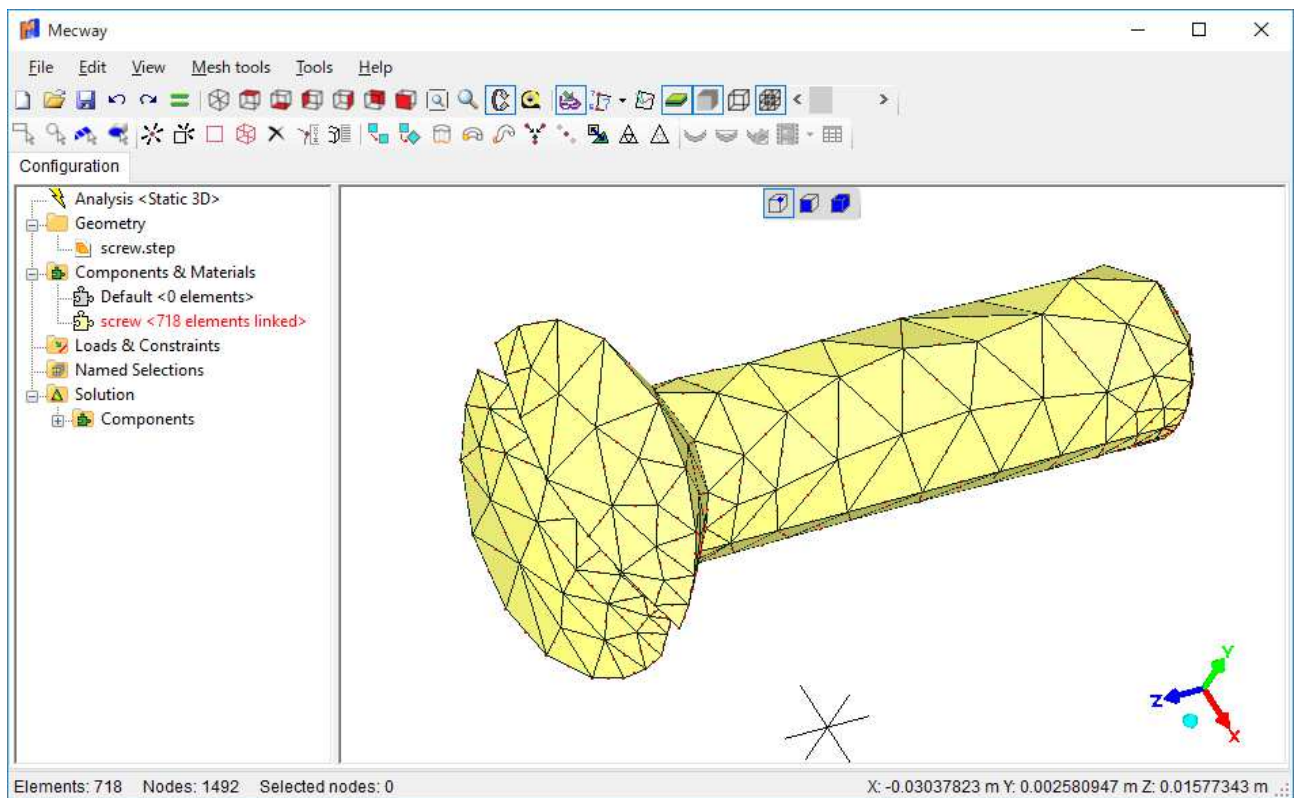 Mecway
File Edit View Mesh tools Tools Help
Configuration
Analysis <Static 3D>
Geometry
screw.step
Components & Materials
Default <0 elements>
screw <718 elements linked>
Loads & Constraints
Named Selections
Solution
Components
Y
Z
X
Elements: 718 Nodes: 1492 Selected nodes: 0 X: -0.03037823 m Y: 0.002580947 m Z: 0.01577343 m